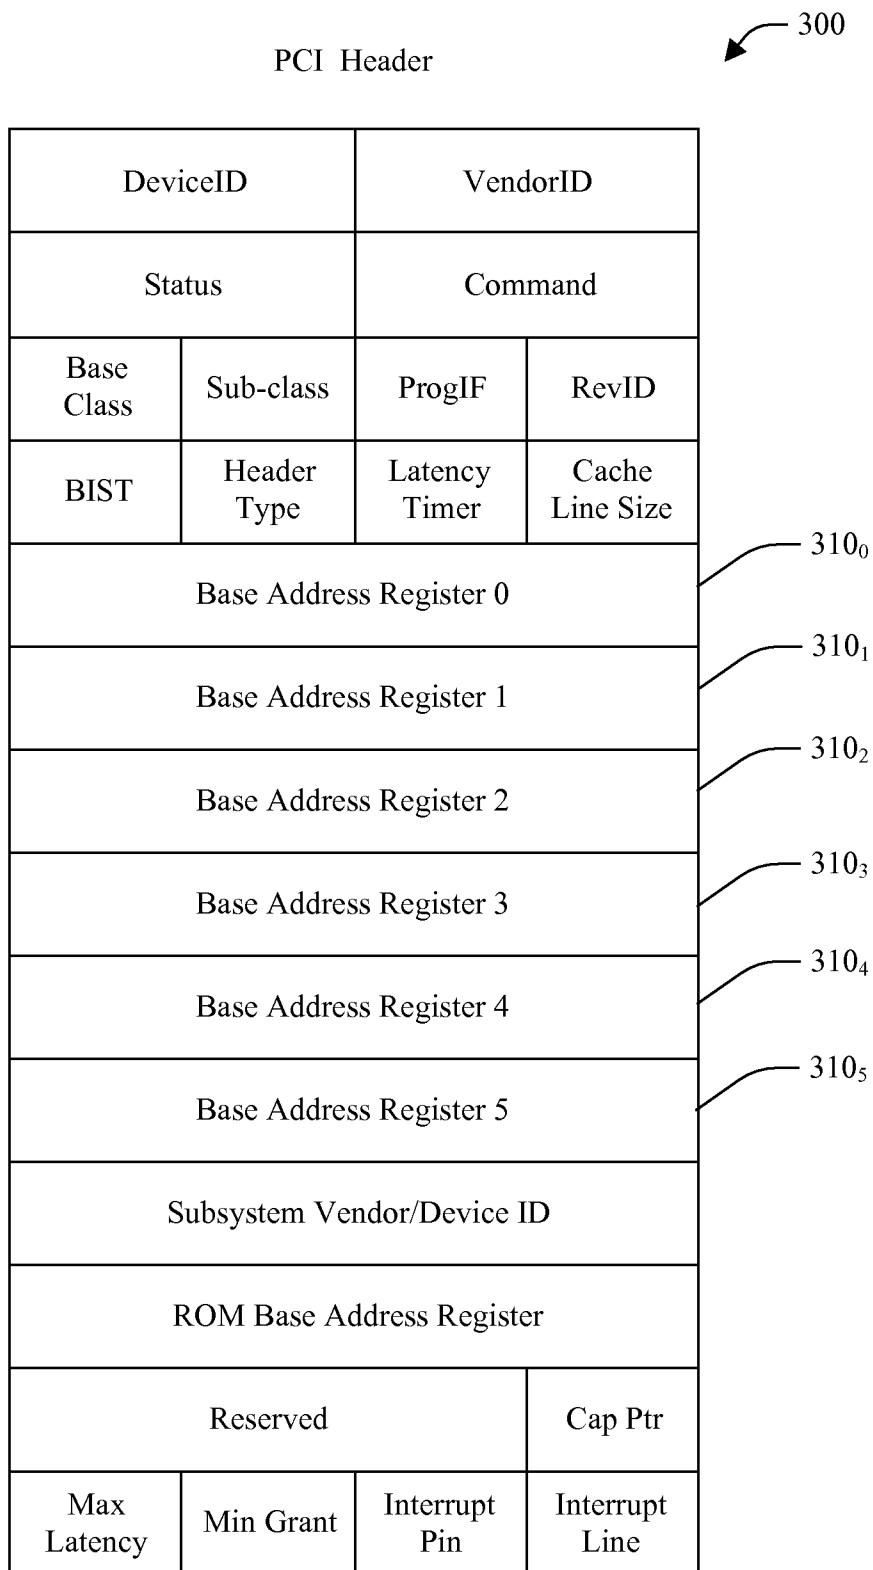 300
PCI Header
DeviceID
VendorID
Status
Command
Base
Class
Sub-class
ProgIF
RevID
BIST
Header
Type
Latency
Timer
Cache
Line Size
310₀
Base Address Register 0
310₁
Base Address Register 1
310₂
Base Address Register 2
310₃
Base Address Register 3
310₄
Base Address Register 4
310₅
Base Address Register 5
Subsystem Vendor/Device ID
ROM Base Address Register
Reserved
Cap Ptr
Max
Latency
Min Grant
Interrupt
Pin
Interrupt
Line